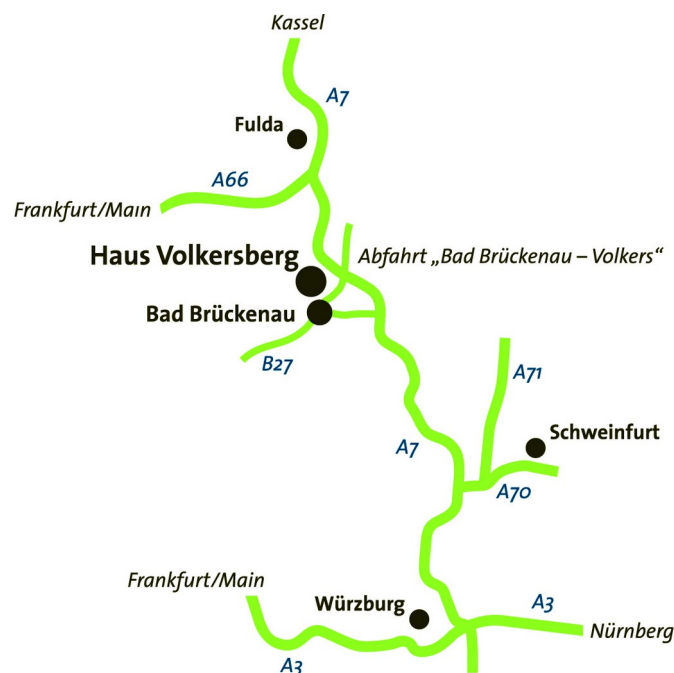 Kassel
A7
Fulda
A66
Frankfurt/Main
Haus Volkersberg
Abfahrt „Bad Brückenau – Volkers“
Bad Brückenau
B27
A71
Schweinfurt
A7
A70
Frankfurt/Main
Würzburg
A3
Nürnberg
A3